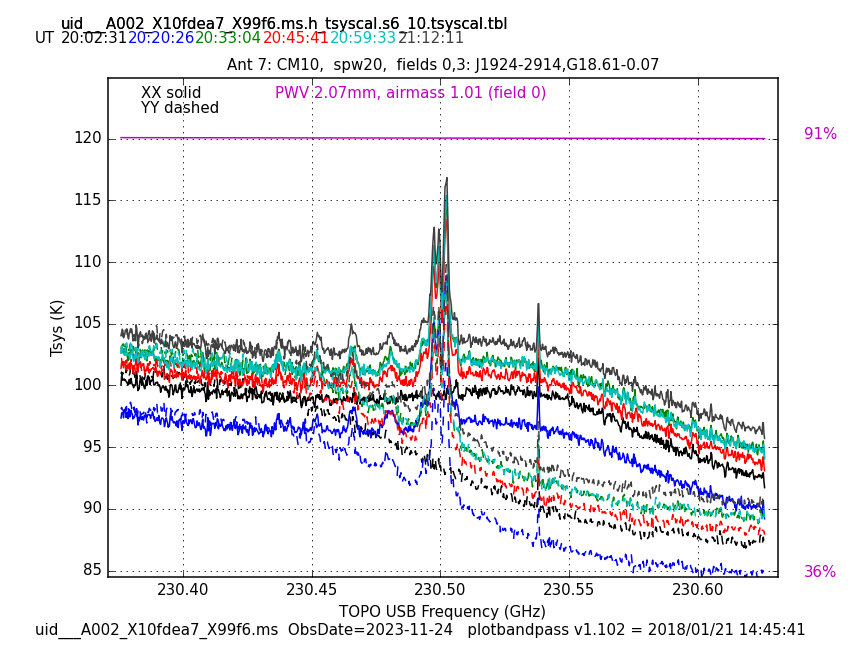 uid___A002_X10fdea7_X99f6.ms.h_tsyscal.s6_10.tsyscal.tbl
UT 20:02:31 20:20:26 20:33:04 20:45:41 20:59:33 21:12:11
Ant 7: CM10,  spw20,  fields 0,3: J1924-2914,G18.61-0.07
XX solid
PWV 2.07mm, airmass 1.01 (field 0)
YY dashed
120
91%
115
110
105
Tsys (K)
100
95
90
85
36%
230.40 230.45 230.50 230.55 230.60
TOPO USB Frequency (GHz)
uid___A002_X10fdea7_X99f6.ms  ObsDate=2023-11-24   plotbandpass v1.102 = 2018/01/21 14:45:41